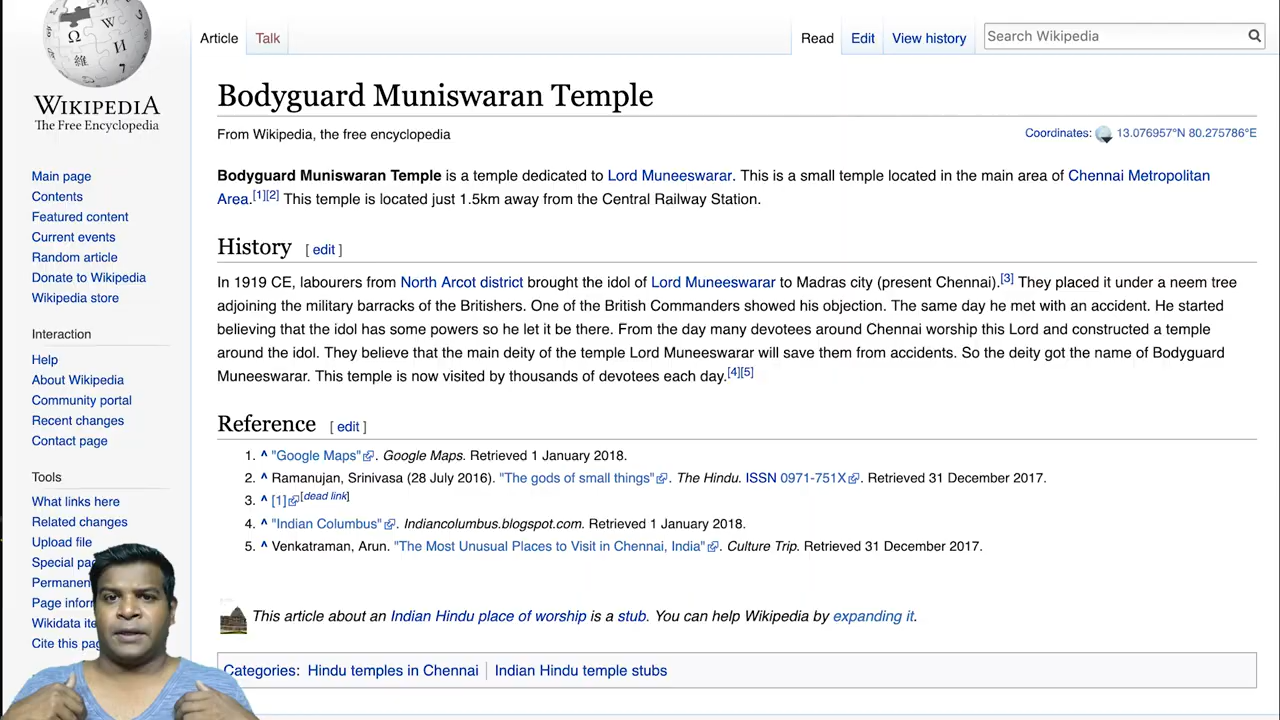 Article
Talk
Read
Edit
View history
Search Wikipedia
WIKIPEDIA
The Free Encyclopedia
Main page
Contents
Featured content
Current events
Random article
Donate to Wikipedia
Wikipedia store
Interaction
Help
About Wikipedia
Community portal
Recent changes
Contact page
Tools
What links here
Related changes
Upload file
Special pa
Permanen
Page infor
Wikidata ite
Cite this pag
Bodyguard Muniswaran Temple
From Wikipedia, the free encyclopedia
Coordinates: 13.076957°N 80.275786°E
Bodyguard Muniswaran Temple is a temple dedicated to Lord Muneeswarar. This is a small temple located in the main area of Chennai Metropolitan
Area.[1][2] This temple is located just 1.5km away from the Central Railway Station.
History [ edit ]
In 1919 CE, labourers from North Arcot district brought the idol of Lord Muneeswarar to Madras city (present Chennai).[3] They placed it under a neem tree
adjoining the military barracks of the Britishers. One of the British Commanders showed his objection. The same day he met with an accident. He started
believing that the idol has some powers so he let it be there. From the day many devotees around Chennai worship this Lord and constructed a temple
around the idol. They believe that the main deity of the temple Lord Muneeswarar will save them from accidents. So the deity got the name of Bodyguard
Muneeswarar. This temple is now visited by thousands of devotees each day.[4][5]
Reference [ edit ]
1. ^ "Google Maps". Google Maps. Retrieved 1 January 2018.
2. ^ Ramanujan, Srinivasa (28 July 2016). "The gods of small things". The Hindu. ISSN 0971-751X. Retrieved 31 December 2017.
3. ^ [1][dead link]
4. ^ "Indian Columbus". Indiancolumbus.blogspot.com. Retrieved 1 January 2018.
5. ^ Venkatraman, Arun. "The Most Unusual Places to Visit in Chennai, India". Culture Trip. Retrieved 31 December 2017.
This article about an Indian Hindu place of worship is a stub. You can help Wikipedia by expanding it.
Categories: Hindu temples in Chennai | Indian Hindu temple stubs